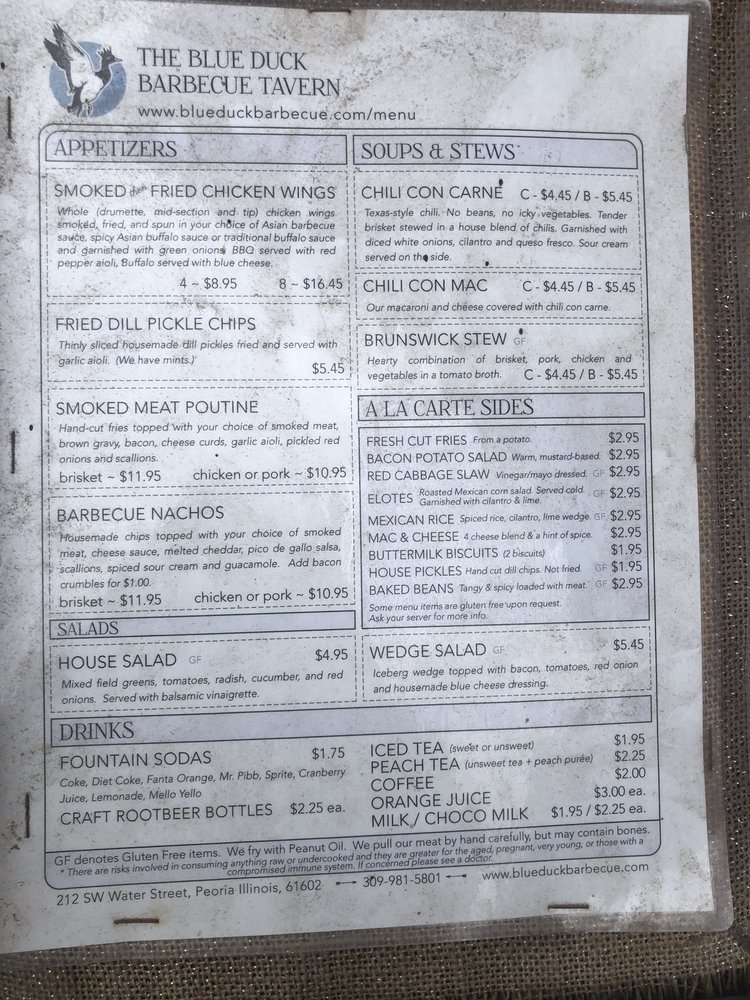 THE BLUE DUCK
BARBECUE TAVERN
www.blueduckbarbecue.com/menu
APPETIZERS
SMOKED then FRIED CHICKEN WINGS
Whole (drumette, mid-section and tip) chicken wings
smoked, fried, and spun in your choice of Asian barbecue
sauce, spicy Asian buffalo sauce or traditional buffalo sauce
and garnished with green onions. BBQ served with red
pepper aioli, Buffalo served with blue cheese.
4 ~ $8.95 8 ~ $16.45
FRIED DILL PICKLE CHIPS
Thinly sliced housemade dill pickles fried and served with
garlic aioli. (We have mints.)
$5.45
SMOKED MEAT POUTINE
Hand-cut fries topped with your choice of smoked meat,
brown gravy, bacon, cheese curds, garlic aioli, pickled red
onions and scallions.
brisket ~ $11.95 chicken or pork ~ $10.95
BARBECUE NACHOS
Housemade chips topped with your choice of smoked
meat, cheese sauce, melted cheddar, pico de gallo salsa,
scallions, spiced sour cream and guacamole. Add bacon
crumbles for $1.00.
brisket ~ $11.95 chicken or pork ~ $10.95
SOUPS & STEWS
CHILI CON CARNE C - $4.45 / B - $5.45
Texas-style chili. No beans, no icky vegetables. Tender
brisket stewed in a house blend of chilis. Garnished with
diced white onions, cilantro and queso fresco. Sour cream
served on the side.
CHILI CON MAC C - $4.45 / B - $5.45
Our macaroni and cheese covered with chili con carne.
BRUNSWICK STEW GF
Hearty combination of brisket, pork, chicken and
vegetables in a tomato broth. C - $4.45 / B - $5.45
A LA CARTE SIDES
FRESH CUT FRIES From a potato. $2.95
BACON POTATO SALAD Warm, mustard-based. $2.95
RED CABBAGE SLAW Vinegar/mayo dressed. GF $2.95
ELOTES Roasted Mexican corn salad. Served cold. GF $2.95
Garnished with cilantro & lime.
MEXICAN RICE Spiced rice, cilantro, lime wedge. GF $2.95
MAC & CHEESE 4 cheese blend & a hint of spice. $2.95
BUTTERMILK BISCUITS (2 biscuits) $1.95
HOUSE PICKLES Hand cut dill chips. Not fried. GF $1.95
BAKED BEANS Tangy & spicy loaded with meat. GF $2.95
Some menu items are gluten free upon request.
Ask your server for more info.
SALADS
HOUSE SALAD GF $4.95
Mixed field greens, tomatoes, radish, cucumber, and red
onions. Served with balsamic vinaigrette.
WEDGE SALAD GF $5.45
Iceberg wedge topped with bacon, tomatoes, red onion
and housemade blue cheese dressing.
DRINKS
FOUNTAIN SODAS $1.75
Coke, Diet Coke, Fanta Orange, Mr. Pibb, Sprite, Cranberry
Juice, Lemonade, Mello Yello
CRAFT ROOTBEER BOTTLES $2.25 ea.
ICED TEA (sweet or unsweet) $1.95
PEACH TEA (unsweet tea + peach purée) $2.25
COFFEE $2.00
ORANGE JUICE $3.00 ea.
MILK / CHOCO MILK $1.95 / $2.25 ea.
GF denotes Gluten Free items. We fry with Peanut Oil. We pull our meat by hand carefully, but may contain bones.
* There are risks involved in consuming anything raw or undercooked and they are greater for the aged, pregnant, very young, or those with a
compromised immune system. If concerned please see a doctor.
212 SW Water Street, Peoria Illinois, 61602 309-981-5801 www.blueduckbarbecue.com